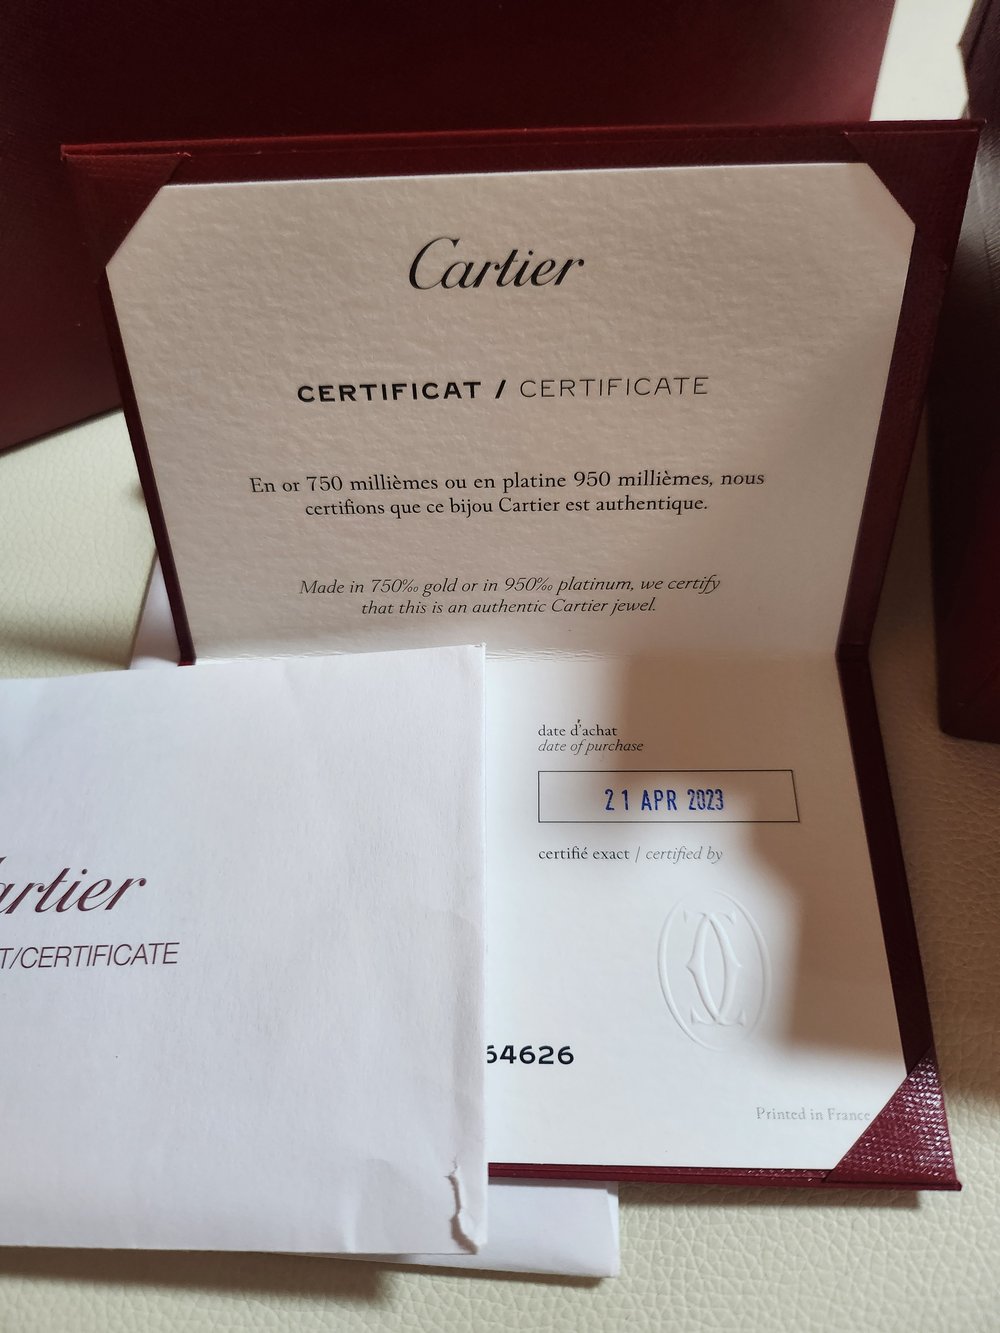 Cartier
CERTIFICAT / CERTIFICATE
En or 750 millièmes ou en platine 950 millièmes, nous
certifions que ce bijou Cartier est authentique.
Made in 750‰ gold or in 950‰ platinum, we certify
that this is an authentic Cartier jewel.
date d'achat
date of purchase
21 APR 2023
certifié exact / certified by
64626
Printed in France
artier
T/CERTIFICATE